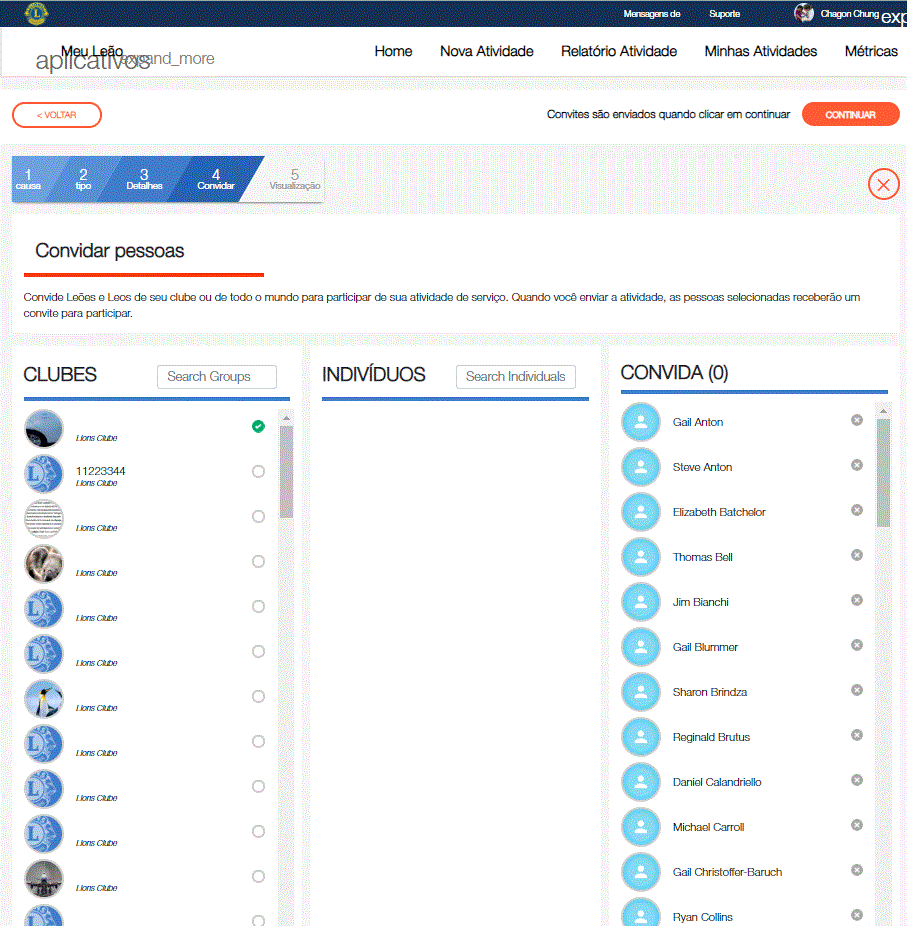 Mensagens de
Suporte
Chagon Chung
exp
Meu Leão
aplicativos
expand_more
Home
Nova Atividade
Relatório Atividade
Minhas Atividades
Métricas
< VOLTAR
Convites são enviados quando clicar em continuar
CONTINUAR
1
causa
2
tipo
3
Detalhes
4
Convidar
5
Visualização
Convidar pessoas
Convide Leões e Leos de seu clube ou de todo o mundo para participar de sua atividade de serviço. Quando você enviar a atividade, as pessoas selecionadas receberão um
convite para participar.
CLUBES
Search Groups
Lions Clube
11223344
Lions Clube
Lions Clube
Lions Clube
Lions Clube
Lions Clube
Lions Clube
Lions Clube
Lions Clube
Lions Clube
Lions Clube
INDIVÍDUOS
Search Individuals
CONVIDA (0)
Gail Anton
Steve Anton
Elizabeth Batchelor
Thomas Bell
Jim Bianchi
Gail Blummer
Sharon Brindza
Reginald Brutus
Daniel Calandriello
Michael Carroll
Gail Christoffer-Baruch
Ryan Collins